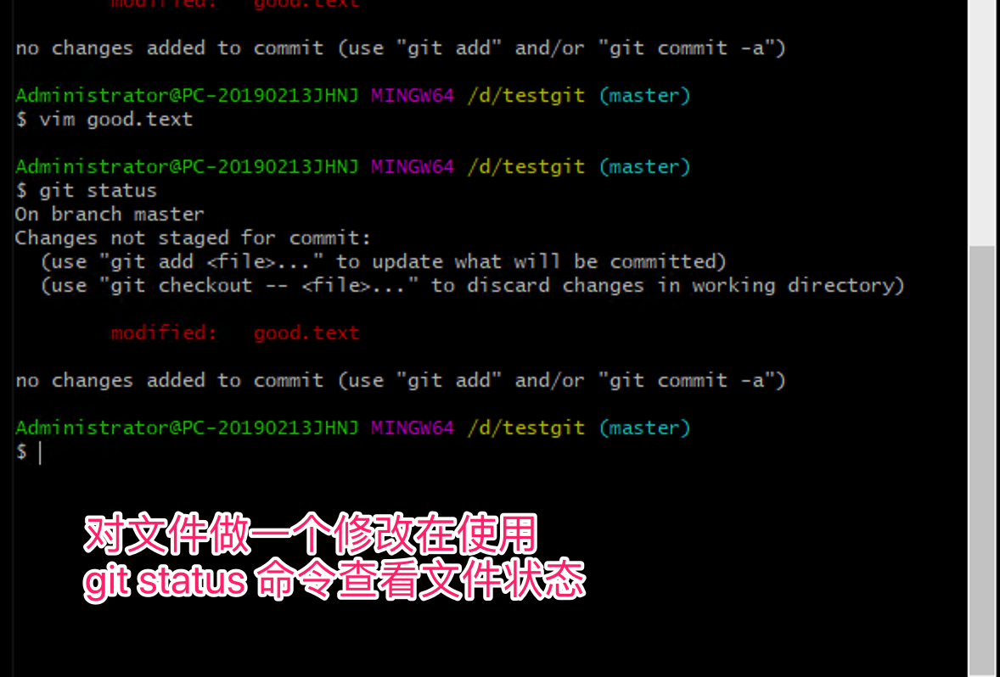 modified:   good.text
no changes added to commit (use "git add" and/or "git commit -a")
Administrator@PC-20190213JHNJ MINGW64 /d/testgit (master)
$ vim good.text
Administrator@PC-20190213JHNJ MINGW64 /d/testgit (master)
$ git status
On branch master
Changes not staged for commit:
  (use "git add <file>..." to update what will be committed)
  (use "git checkout -- <file>..." to discard changes in working directory)
modified:   good.text
no changes added to commit (use "git add" and/or "git commit -a")
Administrator@PC-20190213JHNJ MINGW64 /d/testgit (master)
$
对文件做一个修改在使用
git status 命令查看文件状态